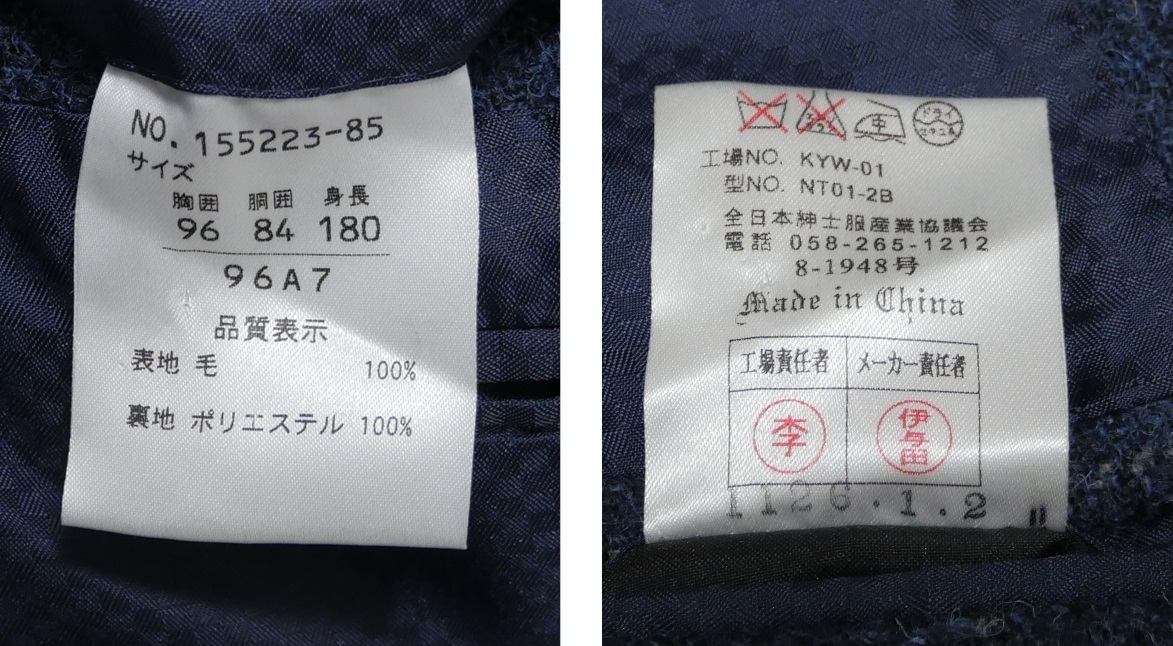 NO.155223-85
サイズ
胸囲 胴囲 身長
96 84 180
96A7
品質表示
表地 毛 100%
裏地 ポリエステル 100%
中
ドライ
工場NO. KYW-01
型NO. NT01-2B
全日本紳士服産業協議会
電話 058-265-1212
8-1948号
Made in China
工場責任者 メーカー責任者
李 伊与田
1126.1.2